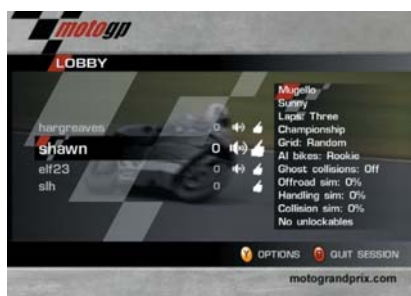 motogp
LOBBY
hargreaves 0
shawn 0
elf23 0
slh 0
Mugello
Sunny
Laps: Three
Championship
Grid: Random
AI bikes: Rookie
Ghost collisions: Off
Offroad sim: 0%
Handling sim: 0%
Collision sim: 0%
No unlockables
Y OPTIONS B QUIT SESSION
motograndprix.com